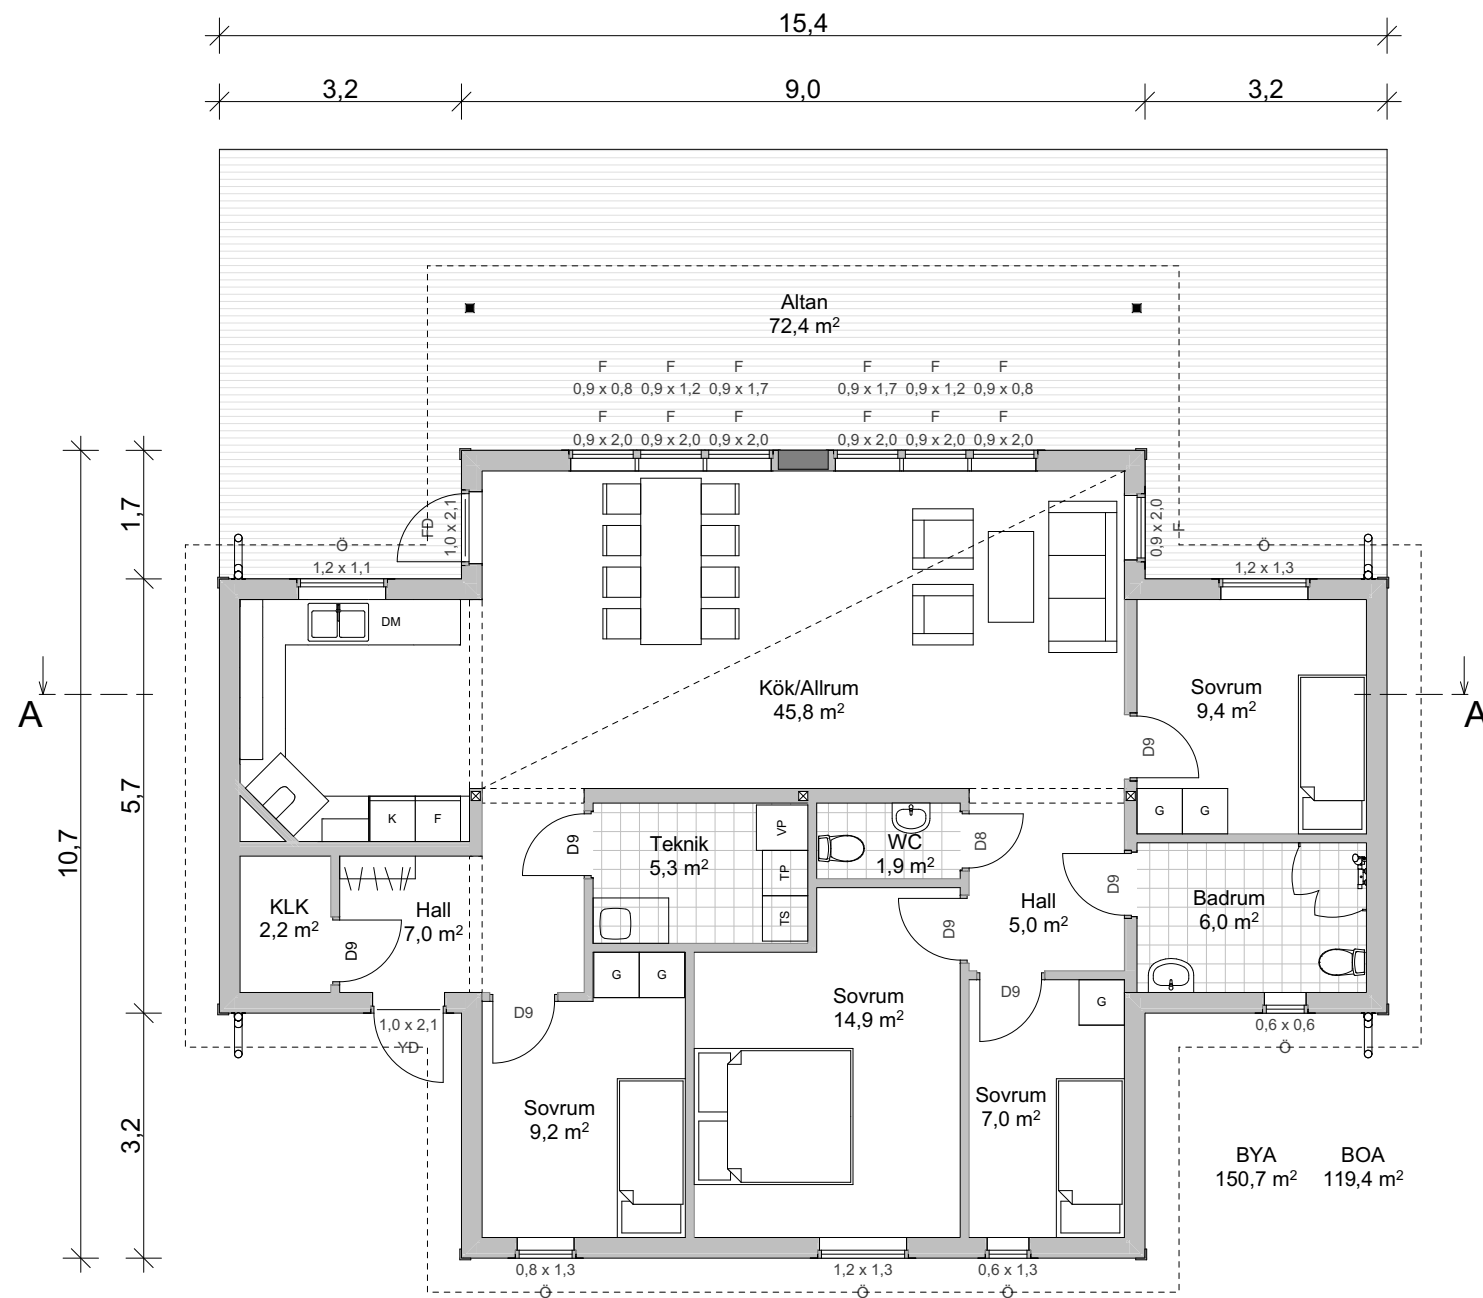 15,4
3,2
9,0
3,2
Altan
72,4 m²
F F F F F F
0,9 x 0,8 0,9 x 1,2 0,9 x 1,7 0,9 x 1,7 0,9 x 1,2 0,9 x 0,8
F F F F F F
0,9 x 2,0 0,9 x 2,0 0,9 x 2,0 0,9 x 2,0 0,9 x 2,0 0,9 x 2,0
1,7
FD
1,0 x 2,1
0,9 x 2,0
F
Ö
1,2 x 1,1
Ö
1,2 x 1,3
DM
A
Kök/Allrum
45,8 m²
Sovrum
9,4 m²
A
D9
5,7
10,7
K
F
G
G
D9
Teknik
5,3 m²
VP
TP
TS
WC
1,9 m²
D8
KLK
2,2 m²
D9
Hall
7,0 m²
D9
Hall
5,0 m²
D9
Badrum
6,0 m²
G
G
D9
Sovrum
14,9 m²
D9
G
1,0 x 2,1
YD
0,6 x 0,6
Ö
3,2
Sovrum
9,2 m²
Sovrum
7,0 m²
BYA
150,7 m²
BOA
119,4 m²
0,8 x 1,3
Ö
1,2 x 1,3
Ö
0,6 x 1,3
Ö